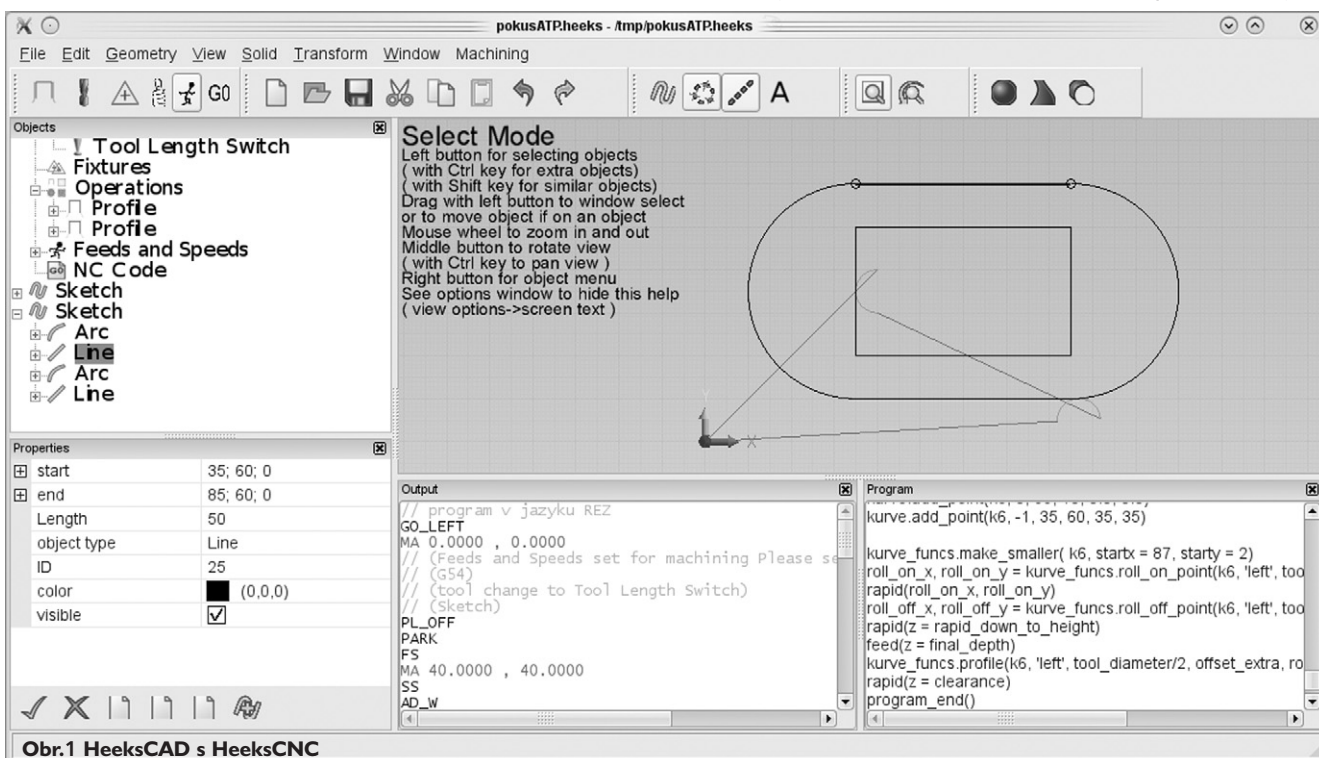 pokusATP.heeks - /tmp/pokusATP.heeks
File Edit Geometry View Solid Transform Window Machining
G0
A
Objects
Tool Length Switch
Fixtures
Operations
Profile
Profile
Feeds and Speeds
NC Code
Sketch
Sketch
Arc
Line
Arc
Line
Select Mode
Left button for selecting objects
( with Ctrl key for extra objects)
( with Shift key for similar objects)
Drag with left button to window select
or to move object if on an object
Mouse wheel to zoom in and out
Middle button to rotate view
( with Ctrl key to pan view )
Right button for object menu
See options window to hide this help
( view options->screen text )
Y
X
Properties
start 35; 60; 0
end 85; 60; 0
Length 50
object type Line
ID 25
color (0,0,0)
visible
Output
// program v jazyku REZ
GO_LEFT
MA 0.0000 , 0.0000
// (Feeds and Speeds set for machining Please se
// (G54)
// (tool change to Tool Length Switch)
// (Sketch)
PL_OFF
PARK
FS
MA 40.0000 , 40.0000
SS
AD_W
Program
kurve.add_point(k6, -1, 35, 60, 35, 35)
kurve_funcs.make_smaller( k6, startx = 87, starty = 2)
roll_on_x, roll_on_y = kurve_funcs.roll_on_point(k6, 'left', too
rapid(roll_on_x, roll_on_y)
roll_off_x, roll_off_y = kurve_funcs.roll_off_point(k6, 'left', too
rapid(z = rapid_down_to_height)
feed(z = final_depth)
kurve_funcs.profile(k6, 'left', tool_diameter/2, offset_extra, ro
rapid(z = clearance)
program_end()
Obr.1 HeeksCAD s HeeksCNC